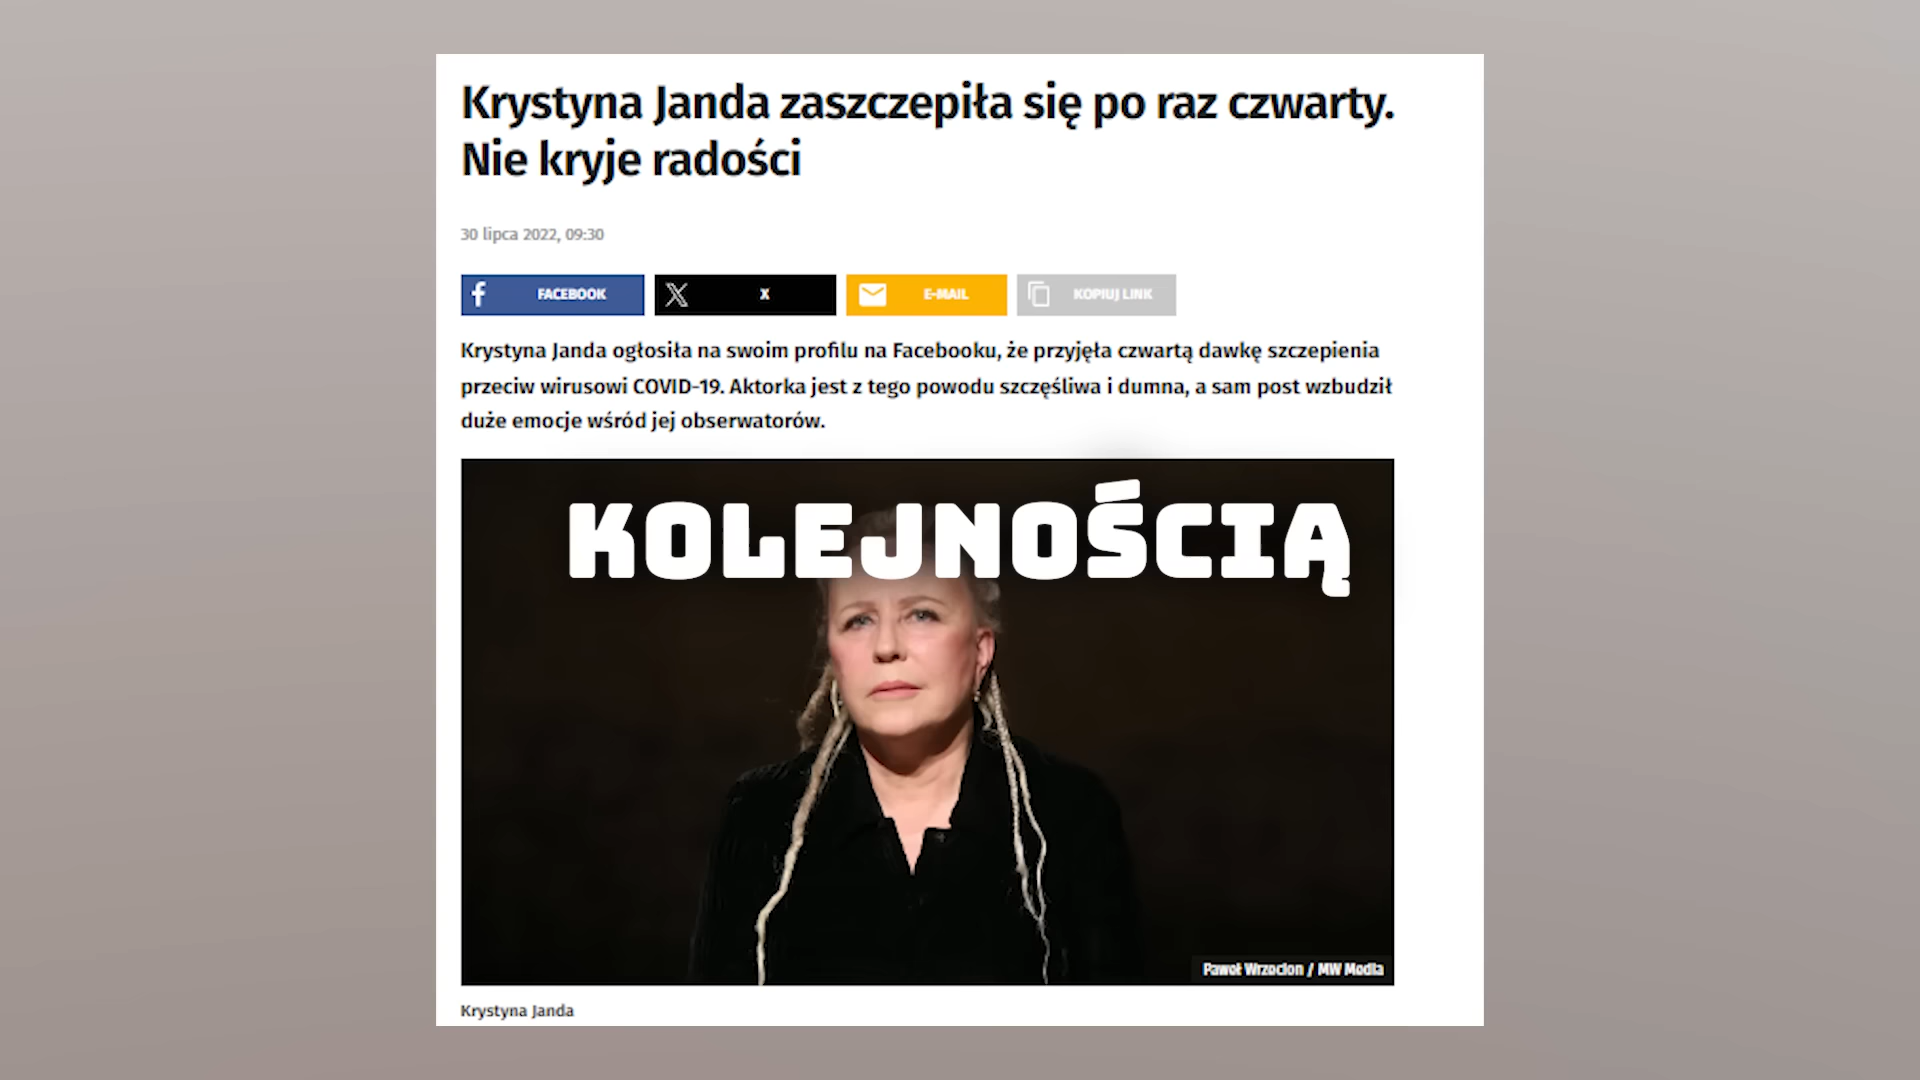 Krystyna Janda zaszczepiła się po raz czwarty.
Nie kryje radości
30 lipca 2022, 09:30
FACEBOOK
X
E-MAIL
KOPIUJ LINK
Krystyna Janda ogłosiła na swoim profilu na Facebooku, że przyjęła czwartą dawkę szczepienia
przeciw wirusowi COVID-19. Aktorka jest z tego powodu szczęśliwa i dumna, a sam post wzbudził
duże emocje wśród jej obserwatorów.
KOLEJNOŚCIĄ
Paweł Wrzecion / MW Media
Krystyna Janda